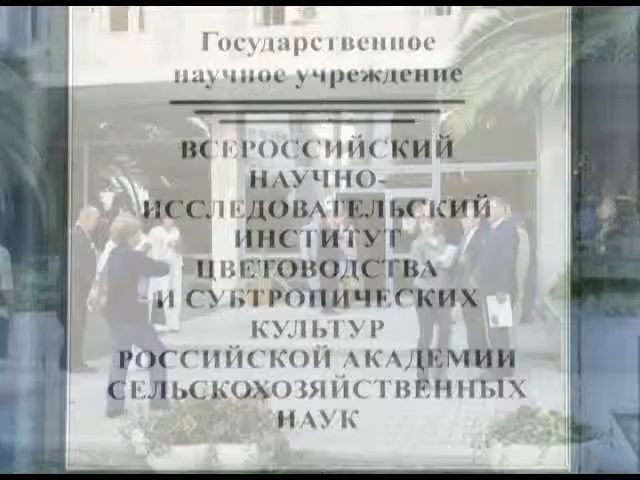 Государственное
научное учреждение
ВСЕРОССИЙСКИЙ
НАУЧНО-
ИССЛЕДОВАТЕЛЬСКИЙ
ИНСТИТУТ
ЦВЕТОВОДСТВА
И СУБТРОПИЧЕСКИХ
КУЛЬТУР
РОССИЙСКОЙ АКАДЕМИИ
СЕЛЬСКОХОЗЯЙСТВЕННЫХ
НАУК